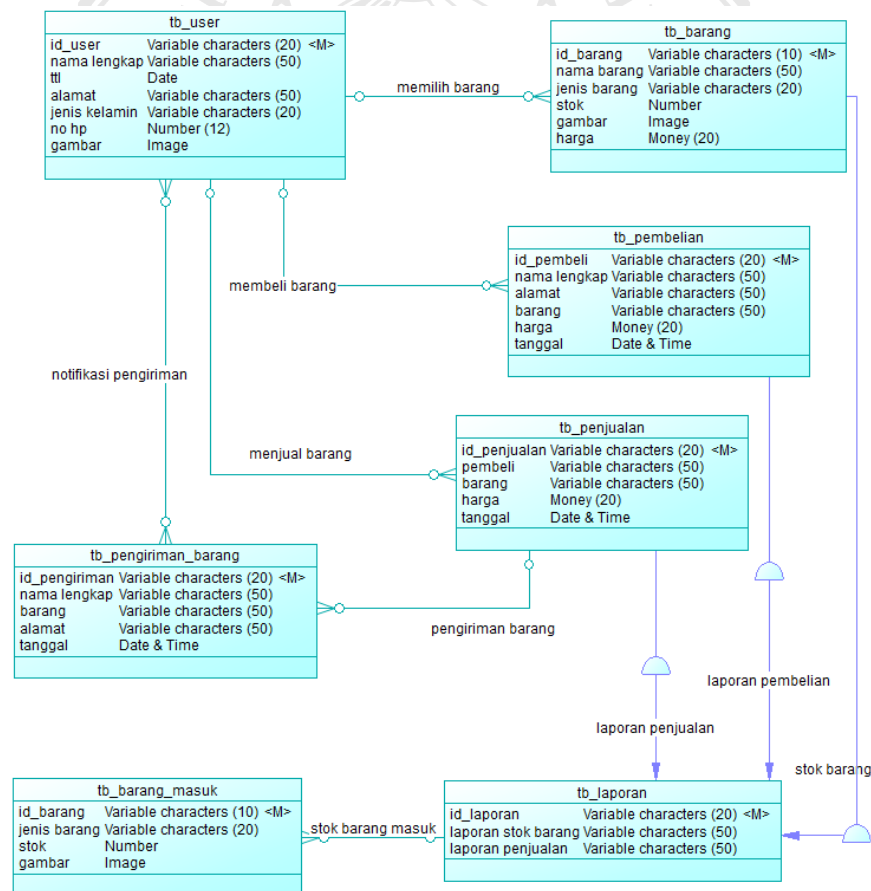 tb_user
id_user Variable characters (20) <M>
nama lengkap Variable characters (50)
ttl Date
alamat Variable characters (50)
jenis kelamin Variable characters (20)
no hp Number (12)
gambar Image
memilih barang
tb_barang
id_barang Variable characters (10) <M>
nama barang Variable characters (50)
jenis barang Variable characters (20)
stok Number
gambar Image
harga Money (20)
membeli barang
tb_pembelian
id_pembeli Variable characters (20) <M>
nama lengkap Variable characters (50)
alamat Variable characters (50)
barang Variable characters (50)
harga Money (20)
tanggal Date & Time
notifikasi pengiriman
menjual barang
tb_penjualan
id_penjualan Variable characters (20) <M>
pembeli Variable characters (50)
barang Variable characters (50)
harga Money (20)
tanggal Date & Time
tb_pengiriman_barang
id_pengiriman Variable characters (20) <M>
nama lengkap Variable characters (50)
barang Variable characters (50)
alamat Variable characters (50)
tanggal Date & Time
pengiriman barang
laporan pembelian
laporan penjualan
stok barang
tb_barang_masuk
id_barang Variable characters (10) <M>
jenis barang Variable characters (20)
stok Number
gambar Image
stok barang masuk
tb_laporan
id_laporan Variable characters (20) <M>
laporan stok barang Variable characters (50)
laporan penjualan Variable characters (50)